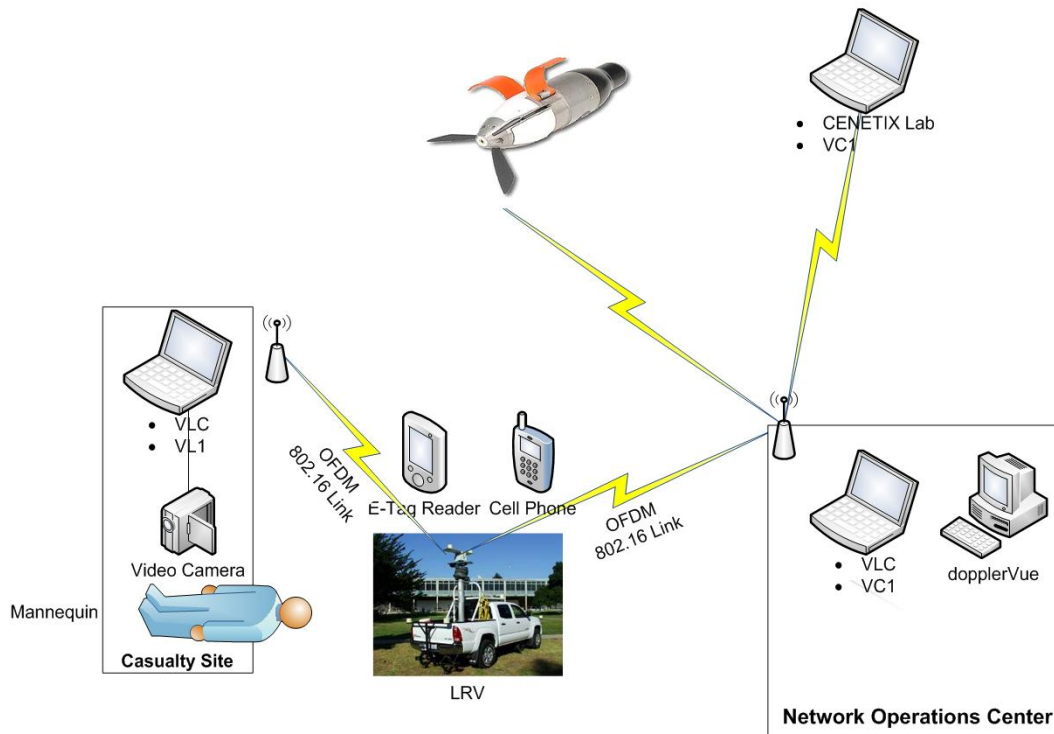 • CENETIX Lab
• VC1
• VLC
• VL1
OFDM
802.16 Link
E-Tag Reader
Cell Phone
OFDM
802.16 Link
Video Camera
Mannequin
Casualty Site
LRV
• VLC
• VC1
dopplerVue
Network Operations Center